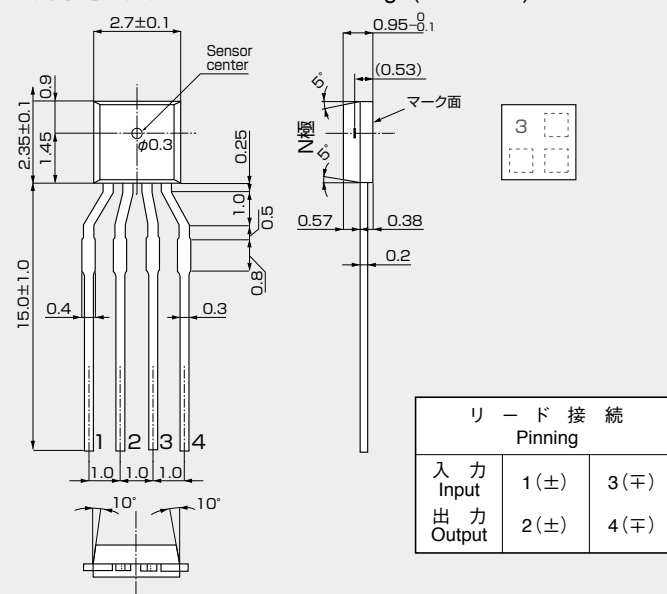 2.7±0.1
Sensor
center
φ0.3
0.9
2.35±0.1
1.45
0.25
1.0
0.5
0.8
15.0±1.0
0.4
0.3
1 2 3 4
1.0 1.0 1.0
10° 10°
0.95-0/0.1
(0.53)
5°
マーク面
N極
5°
0.57 0.38
0.2
3
リード接続
Pinning
入力 1(±) 3(∓)
Input
出力 2(±) 4(∓)
Output